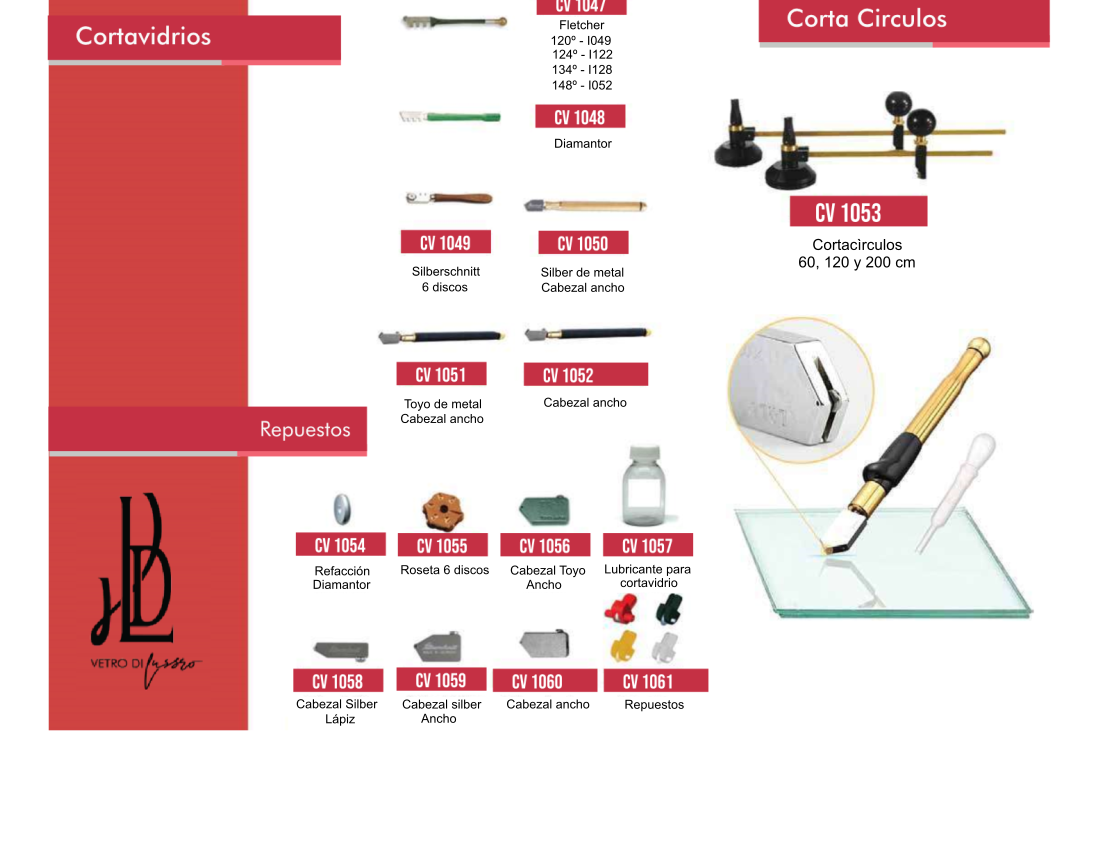 Cortavidrios
CV 1047
Fletcher
120º - I049
124º - I122
134º - I128
148º - I052
CV 1048
Diamantor
CV 1049
Silberschnitt
6 discos
CV 1050
Silber de metal
Cabezal ancho
CV 1051
Toyo de metal
Cabezal ancho
CV 1052
Cabezal ancho
Corta Circulos
CV 1053
Cortacìrculos
60, 120 y 200 cm
Repuestos
CV 1054
Refacción
Diamantor
CV 1055
Roseta 6 discos
CV 1056
Cabezal Toyo
Ancho
CV 1057
Lubricante para
cortavidrio
CV 1058
Cabezal Silber
Lápiz
CV 1059
Cabezal silber
Ancho
CV 1060
Cabezal ancho
CV 1061
Repuestos
VETRO DI lusso